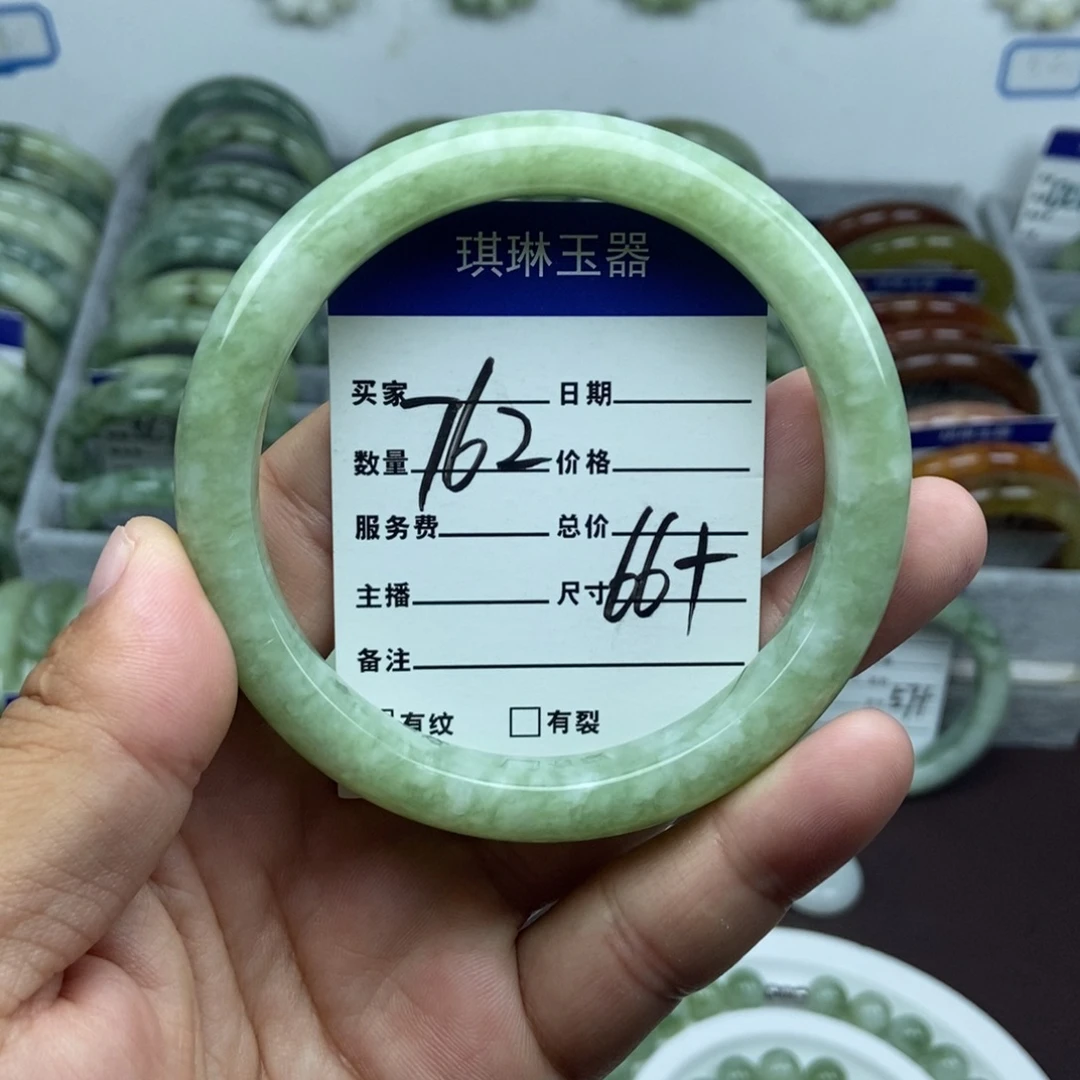 琪琳玉器
买家 日期
762
数量 价格
服务费 总价
66+
主播 尺寸
备注
有纹 □有裂
57+